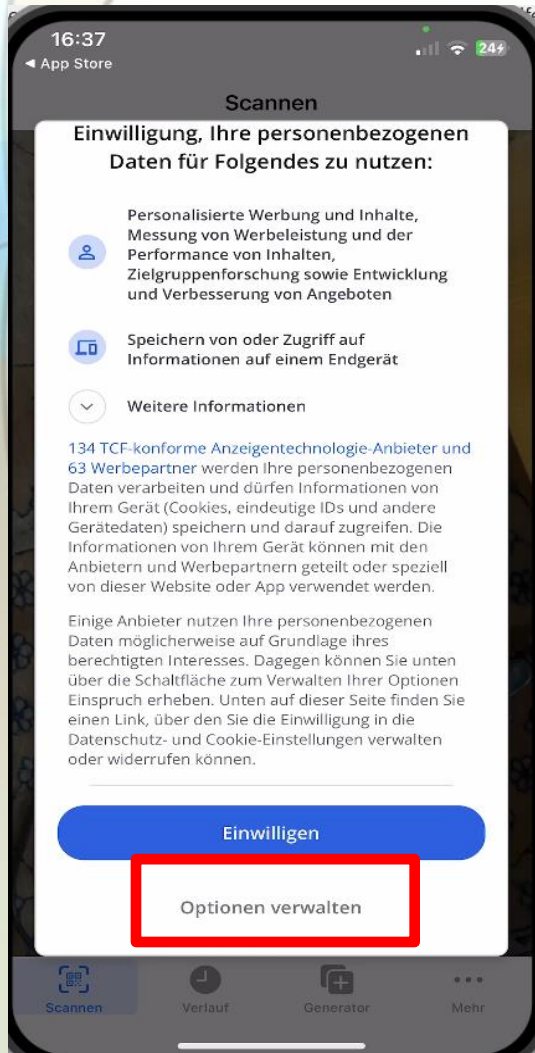 16:37
◀ App Store
24
Scannen
Einwilligung, Ihre personenbezogenen
Daten für Folgendes zu nutzen:
Personalisierte Werbung und Inhalte,
Messung von Werbeleistung und der
Performance von Inhalten,
Zielgruppenforschung sowie Entwicklung
und Verbesserung von Angeboten
Speichern von oder Zugriff auf
Informationen auf einem Endgerät
Weitere Informationen
134 TCF-konforme Anzeigentechnologie-Anbieter und
63 Werbepartner werden Ihre personenbezogenen
Daten verarbeiten und dürfen Informationen von
Ihrem Gerät (Cookies, eindeutige IDs und andere
Gerätedaten) speichern und darauf zugreifen. Die
Informationen von Ihrem Gerät können mit den
Anbietern und Werbepartnern geteilt oder speziell
von dieser Website oder App verwendet werden.
Einige Anbieter nutzen Ihre personenbezogenen
Daten möglicherweise auf Grundlage ihres
berechtigten Interesses. Dagegen können Sie unten
über die Schaltfläche zum Verwalten Ihrer Optionen
Einspruch erheben. Unten auf dieser Seite finden Sie
einen Link, über den Sie die Einwilligung in die
Datenschutz- und Cookie-Einstellungen verwalten
oder widerrufen können.
Einwilligen
Optionen verwalten
Scannen Verlauf Generator Mehr